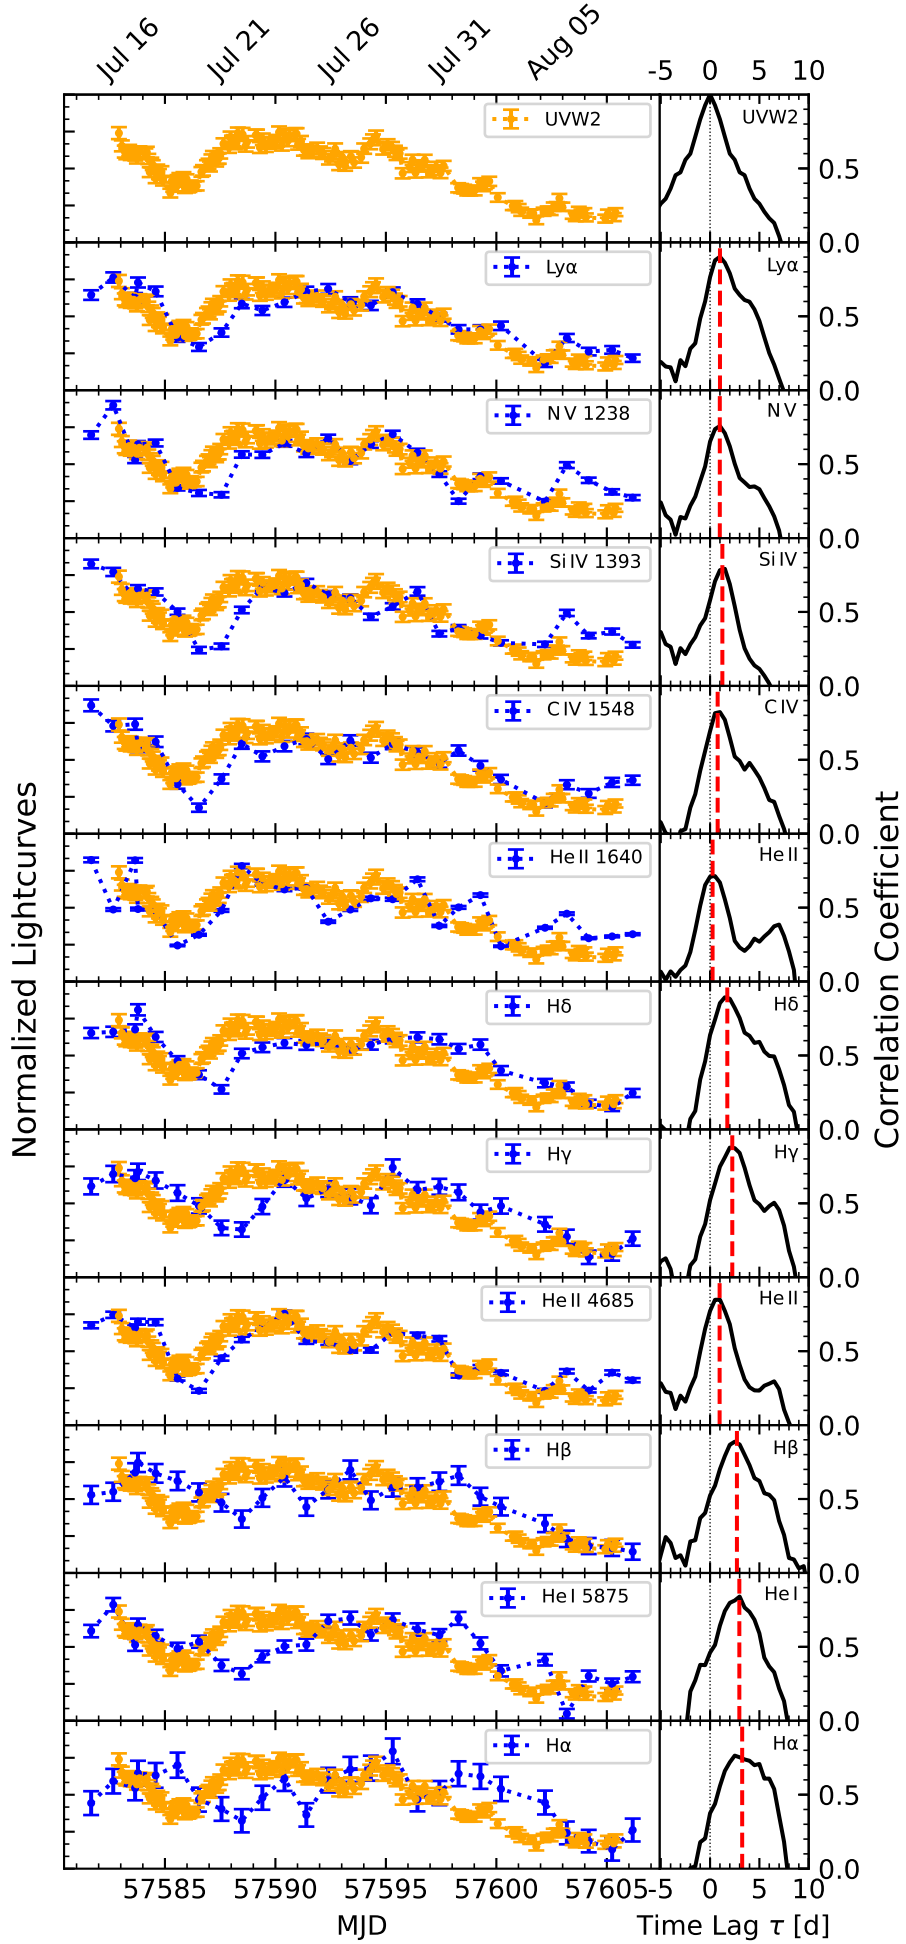 Jul 16 Jul 21 Jul 26 Jul 31 Aug 05 -5 0 5 10
UVW2 UVW2
0.5
0.0
Lyα Lyα
0.5
0.0
N V 1238 N V
0.5
0.0
Si IV 1393 Si IV
0.5
0.0
C IV 1548 C IV
0.5
0.0
He II 1640 He II
0.5
0.0
Hδ Hδ
0.5
0.0
Hγ Hγ
0.5
0.0
He II 4685 He II
0.5
0.0
Hβ Hβ
0.5
0.0
He I 5875 He I
0.5
0.0
Hα Hα
0.5
0.0
Normalized Lightcurves
Correlation Coefficient
57585 57590 57595 57600 57605 -5 0 5 10
MJD Time Lag τ [d]